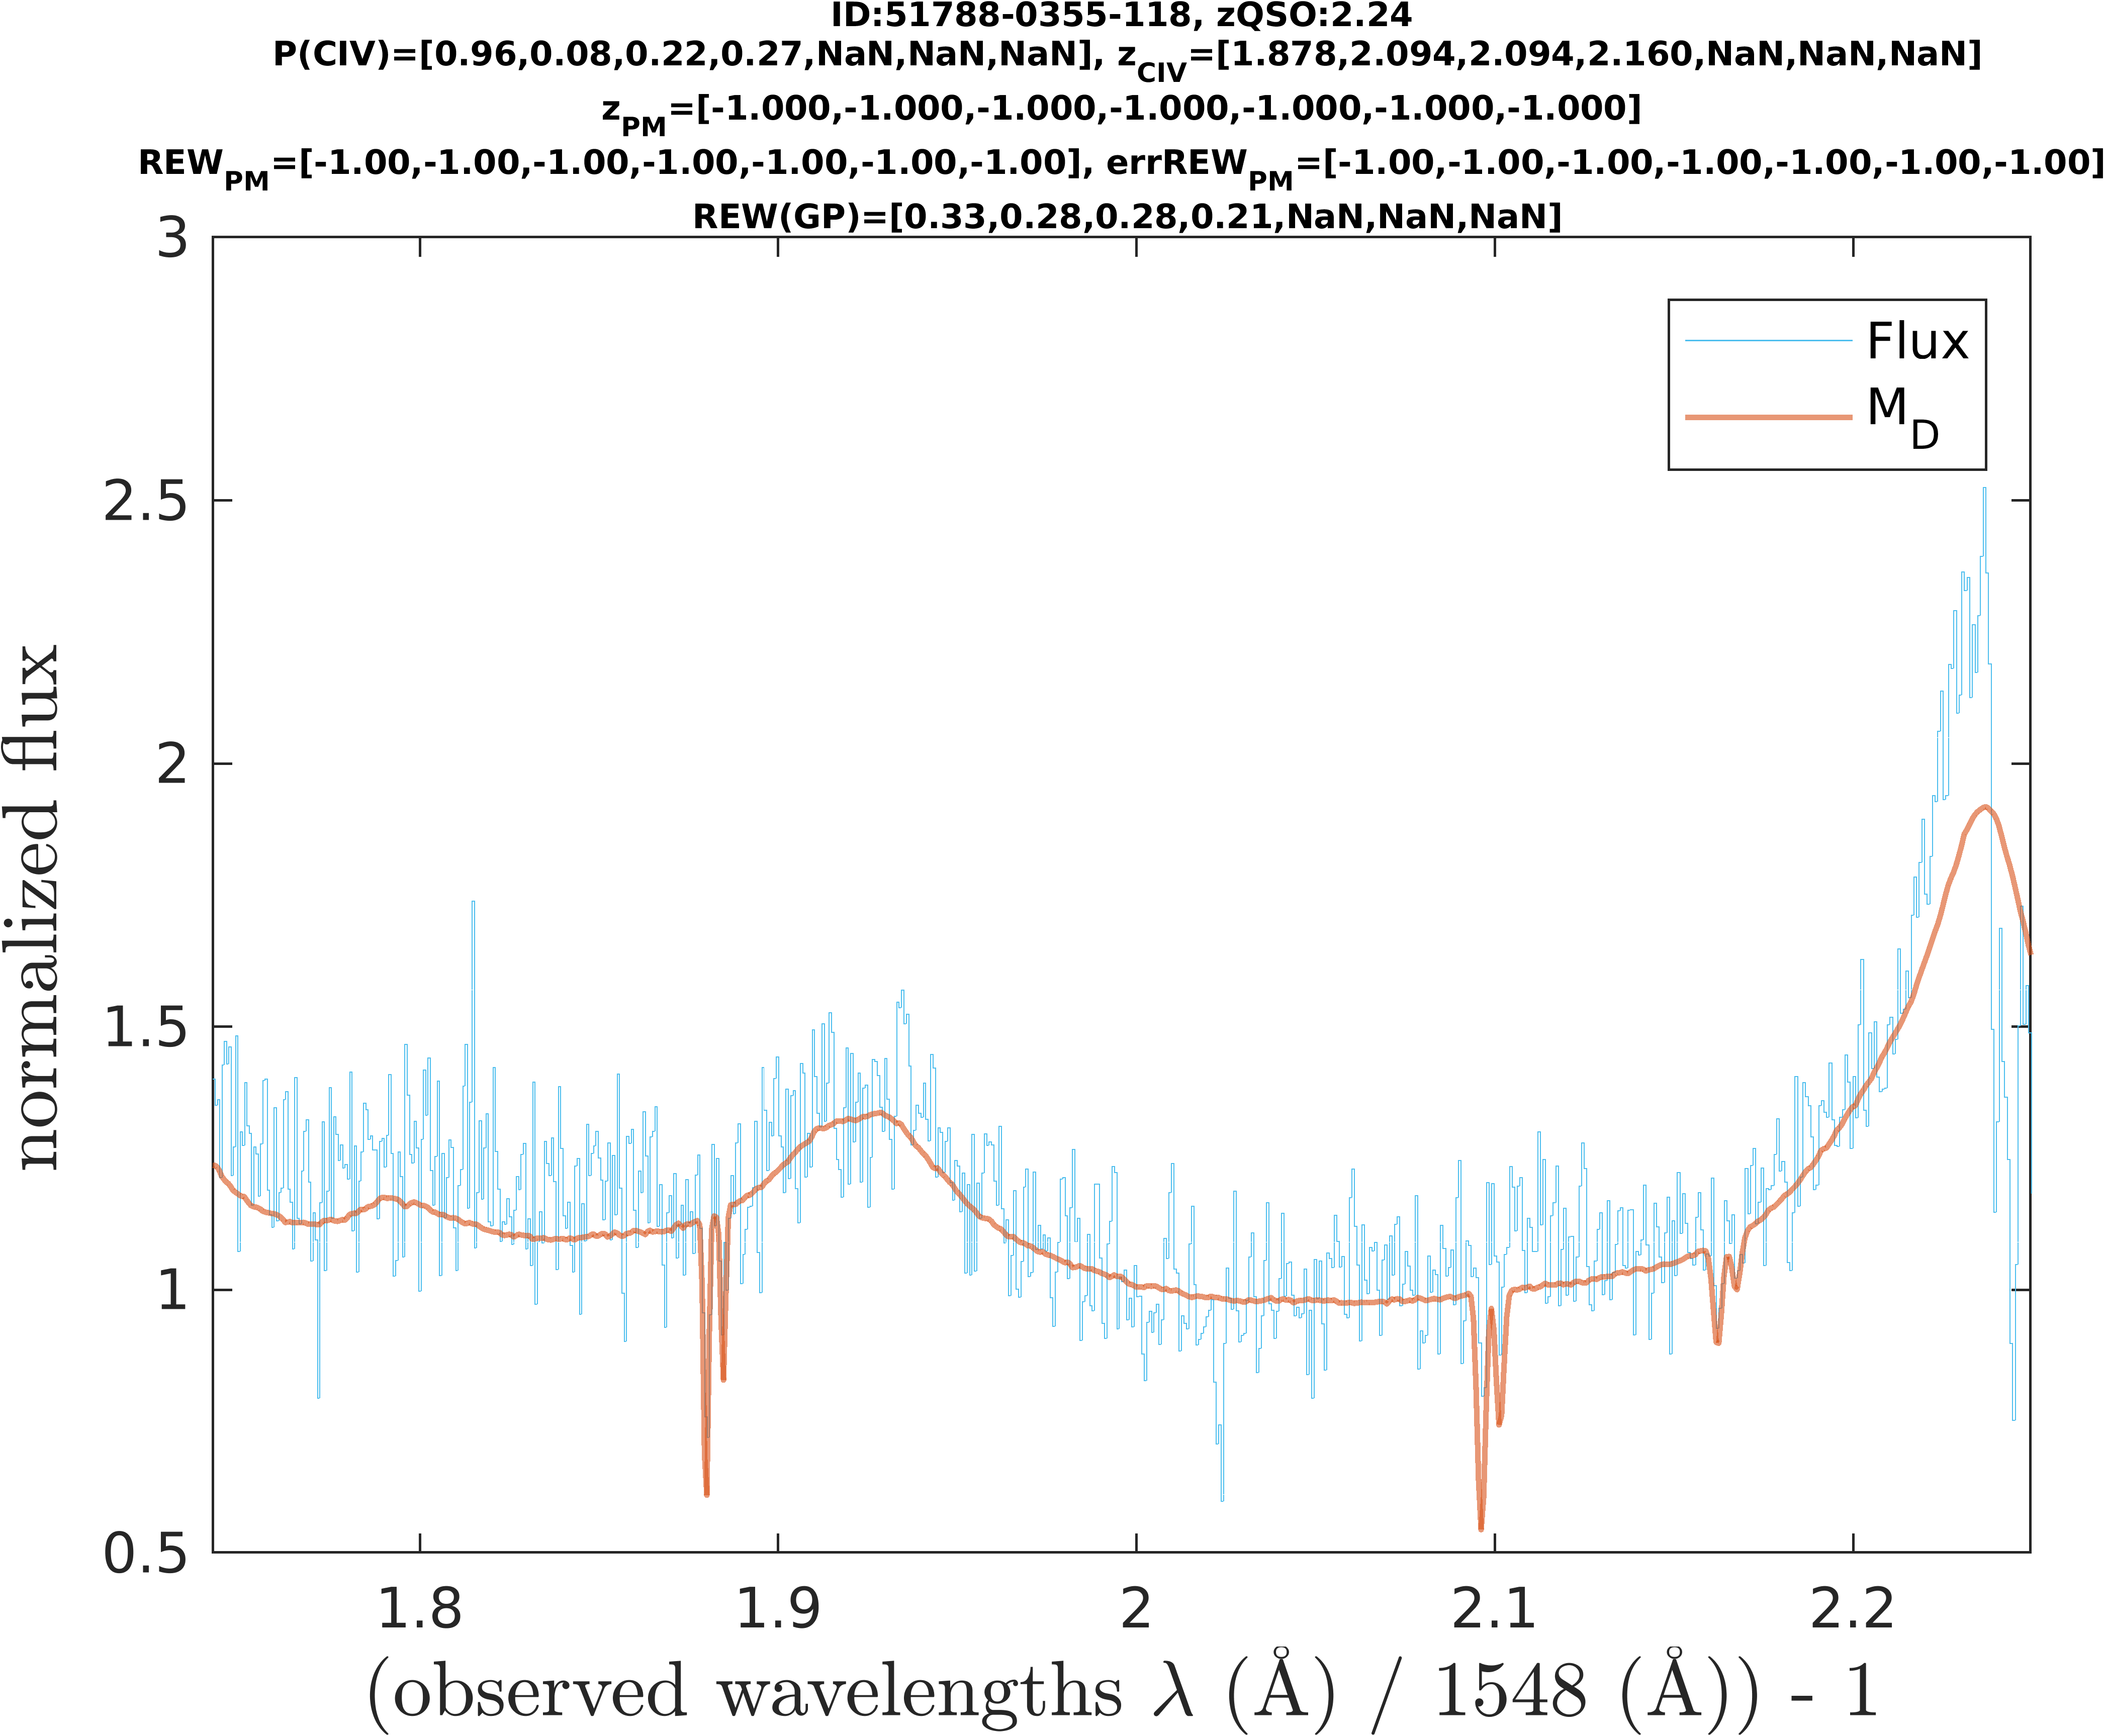 ID:51788-0355-118, zQSO:2.24
P(CIV)=[0.96,0.08,0.22,0.27,NaN,NaN,NaN], zCIV=[1.878,2.094,2.094,2.160,NaN,NaN,NaN]
zPM=[-1.000,-1.000,-1.000,-1.000,-1.000,-1.000,-1.000]
REWPM=[-1.00,-1.00,-1.00,-1.00,-1.00,-1.00,-1.00], errREWPM=[-1.00,-1.00,-1.00,-1.00,-1.00,-1.00,-1.00]
REW(GP)=[0.33,0.28,0.28,0.21,NaN,NaN,NaN]
3
2.5
2
1.5
1
0.5
normalized flux
Flux
MD
1.8
1.9
2
2.1
2.2
(observed wavelengths λ (Å) / 1548 (Å)) - 1